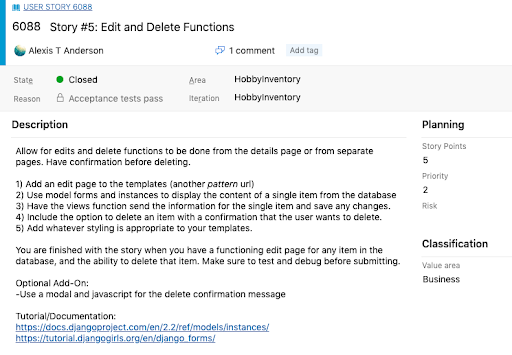 USER STORY 6088
6088 Story #5: Edit and Delete Functions
Alexis T Anderson 1 comment Add tag
State Closed Area HobbyInventory
Reason Acceptance tests pass Iteration HobbyInventory
Description
Allow for edits and delete functions to be done from the details page or from separate
pages. Have confirmation before deleting.
1) Add an edit page to the templates (another pattern url)
2) Use model forms and instances to display the content of a single item from the database
3) Have the views function send the information for the single item and save any changes.
4) Include the option to delete an item with a confirmation that the user wants to delete.
5) Add whatever styling is appropriate to your templates.
You are finished with the story when you have a functioning edit page for any item in the
database, and the ability to delete that item. Make sure to test and debug before submitting.
Optional Add-On:
-Use a modal and javascript for the delete confirmation message
Tutorial/Documentation:
https://docs.djangoproject.com/en/2.2/ref/models/instances/
https://tutorial.djangogirls.org/en/django_forms/
Planning
Story Points
5
Priority
2
Risk
Classification
Value area
Business